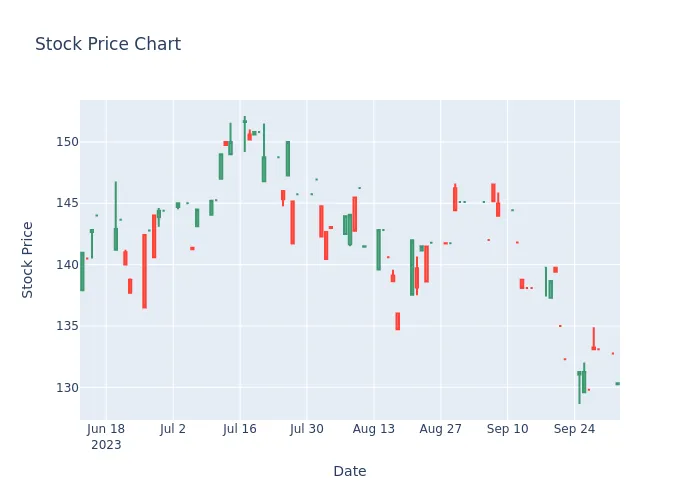 Stock Price Chart
Stock Price
150
145
140
135
130
Jun 18
2023
Jul 2
Jul 16
Jul 30
Aug 13
Aug 27
Sep 10
Sep 24
Date